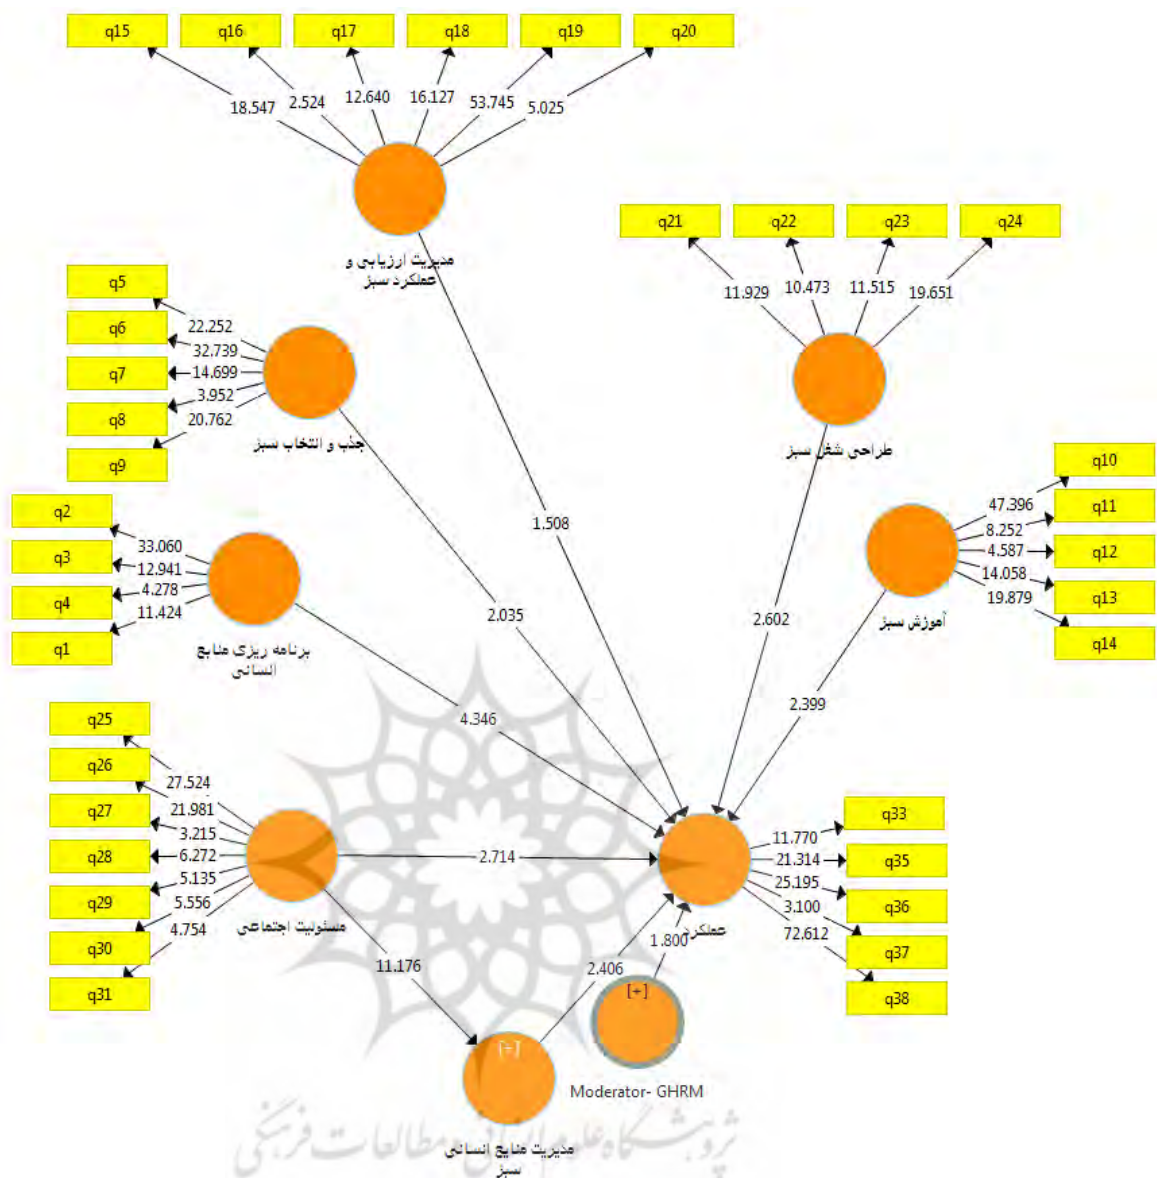 q15 q16 q17 q18 q19 q20
18.547 2.524 12.640 16.127 53.745 5.025
مدیریت ارزیابی و
عملکرد سبز
q21 q22 q23 q24
11.929 10.473 11.515 19.651
طراحی شغل سبز
q5
q6
q7
q8
q9
22.252
32.739
14.699
3.952
20.762
جذب و انتخاب سبز
1.508
q10
q11
q12
q13
q14
47.396
8.252
4.587
14.058
19.879
آموزش سبز
q2
q3
q4
q1
33.060
12.941
4.278
11.424
برنامه ریزی منابع
انسانی
2.035
2.602
2.399
4.346
q25
q26
q27
q28
q29
q30
q31
27.524
21.981
3.215
6.272
5.135
5.556
4.754
مسئولیت اجتماعی
2.714
q33
q35
q36
q37
q38
11.770
21.314
25.195
3.100
72.612
عملکرد
11.176
2.406
1.800
[+]
[+]
Moderator- GHRM
مدیریت منابع انسانی
سبز
پژوهشگاه علوم انسانی و مطالعات فرهنگی